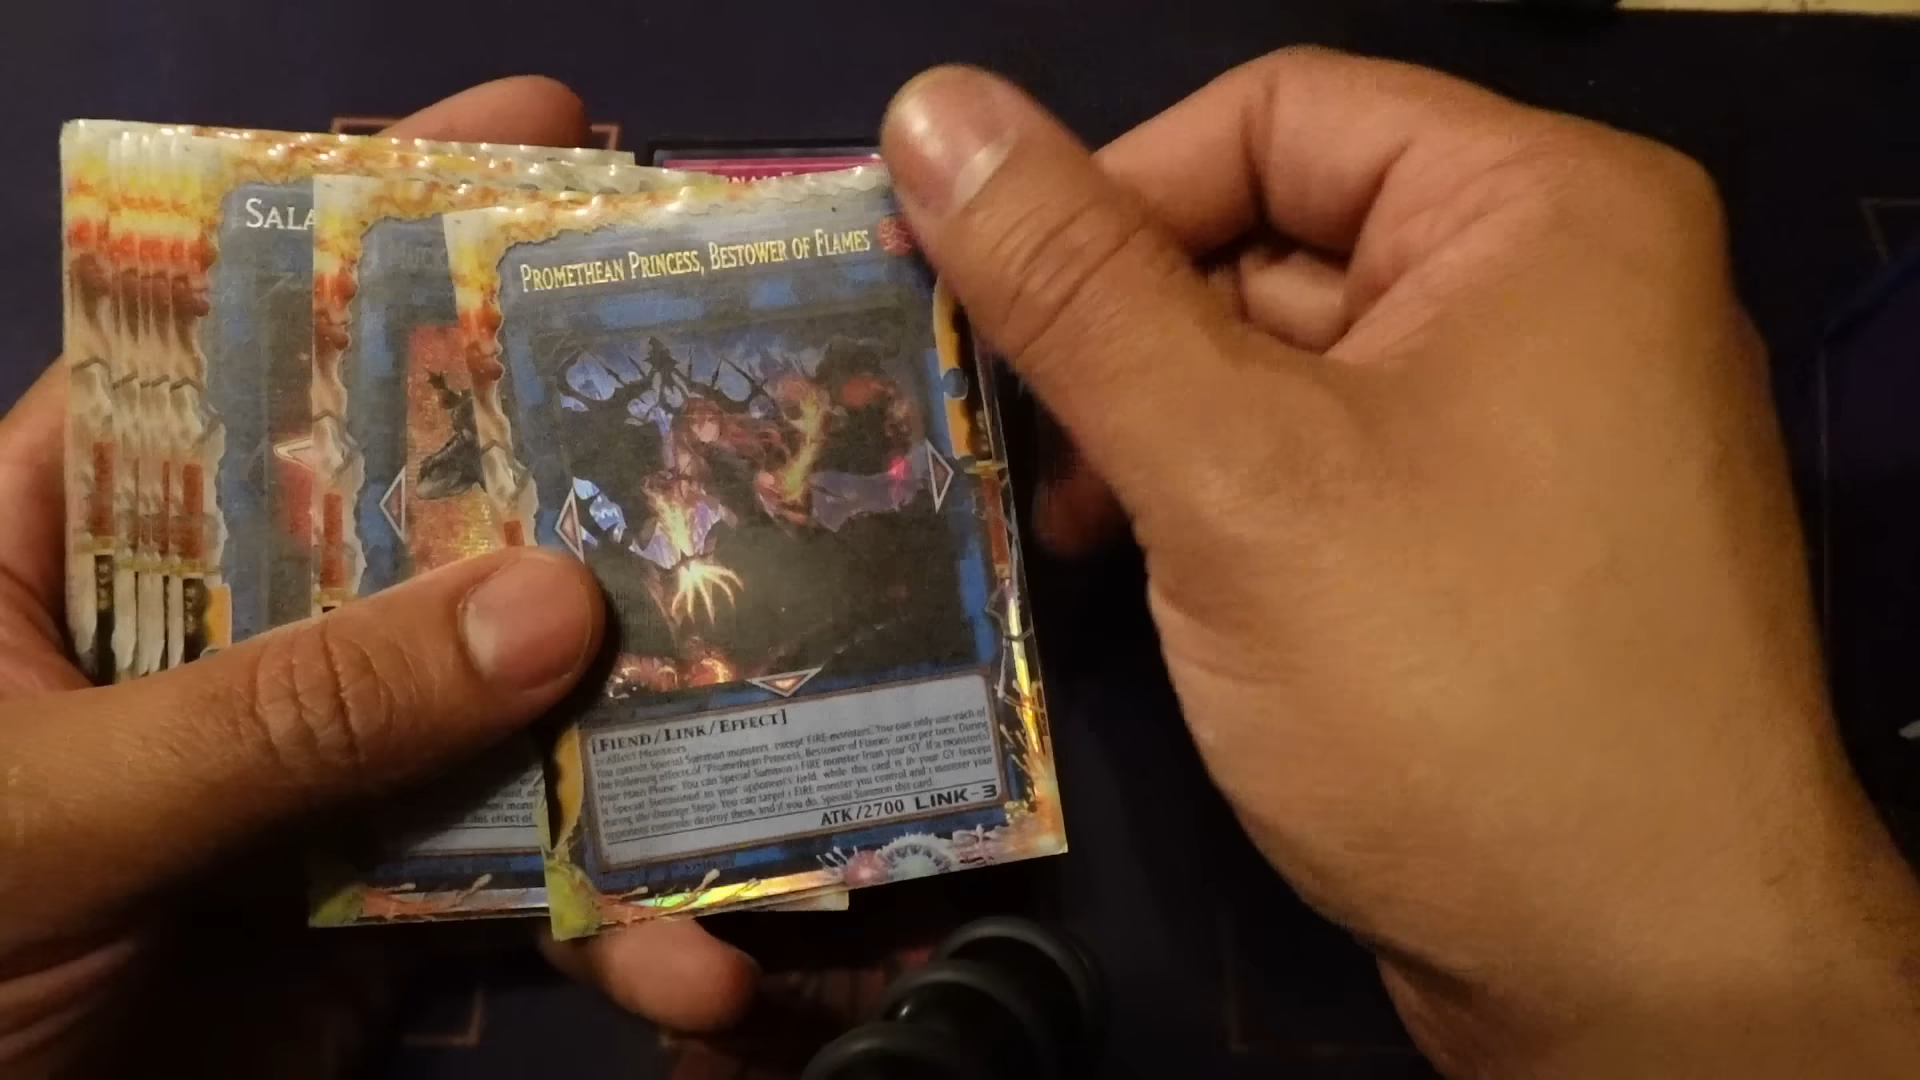 SALA
PROMETHEAN PRINCESS, BESTOWER OF FLAMES
[FIEND/LINK/EFFECT]
2+ Effect Monsters
You cannot Special Summon monsters, except FIRE monsters. You can only use each of
the following effects of "Promethean Princess, Bestower of Flames" once per turn. During
your Main Phase: You can Special Summon 1 FIRE monster from your GY. If a monster(s)
is Special Summoned to your opponent's field, while this card is in your GY (except
during the Damage Step): You can target 1 FIRE monster you control and 1 monster your
opponent controls; destroy them, and if you do, Special Summon this card.
ATK/2700 LINK-3